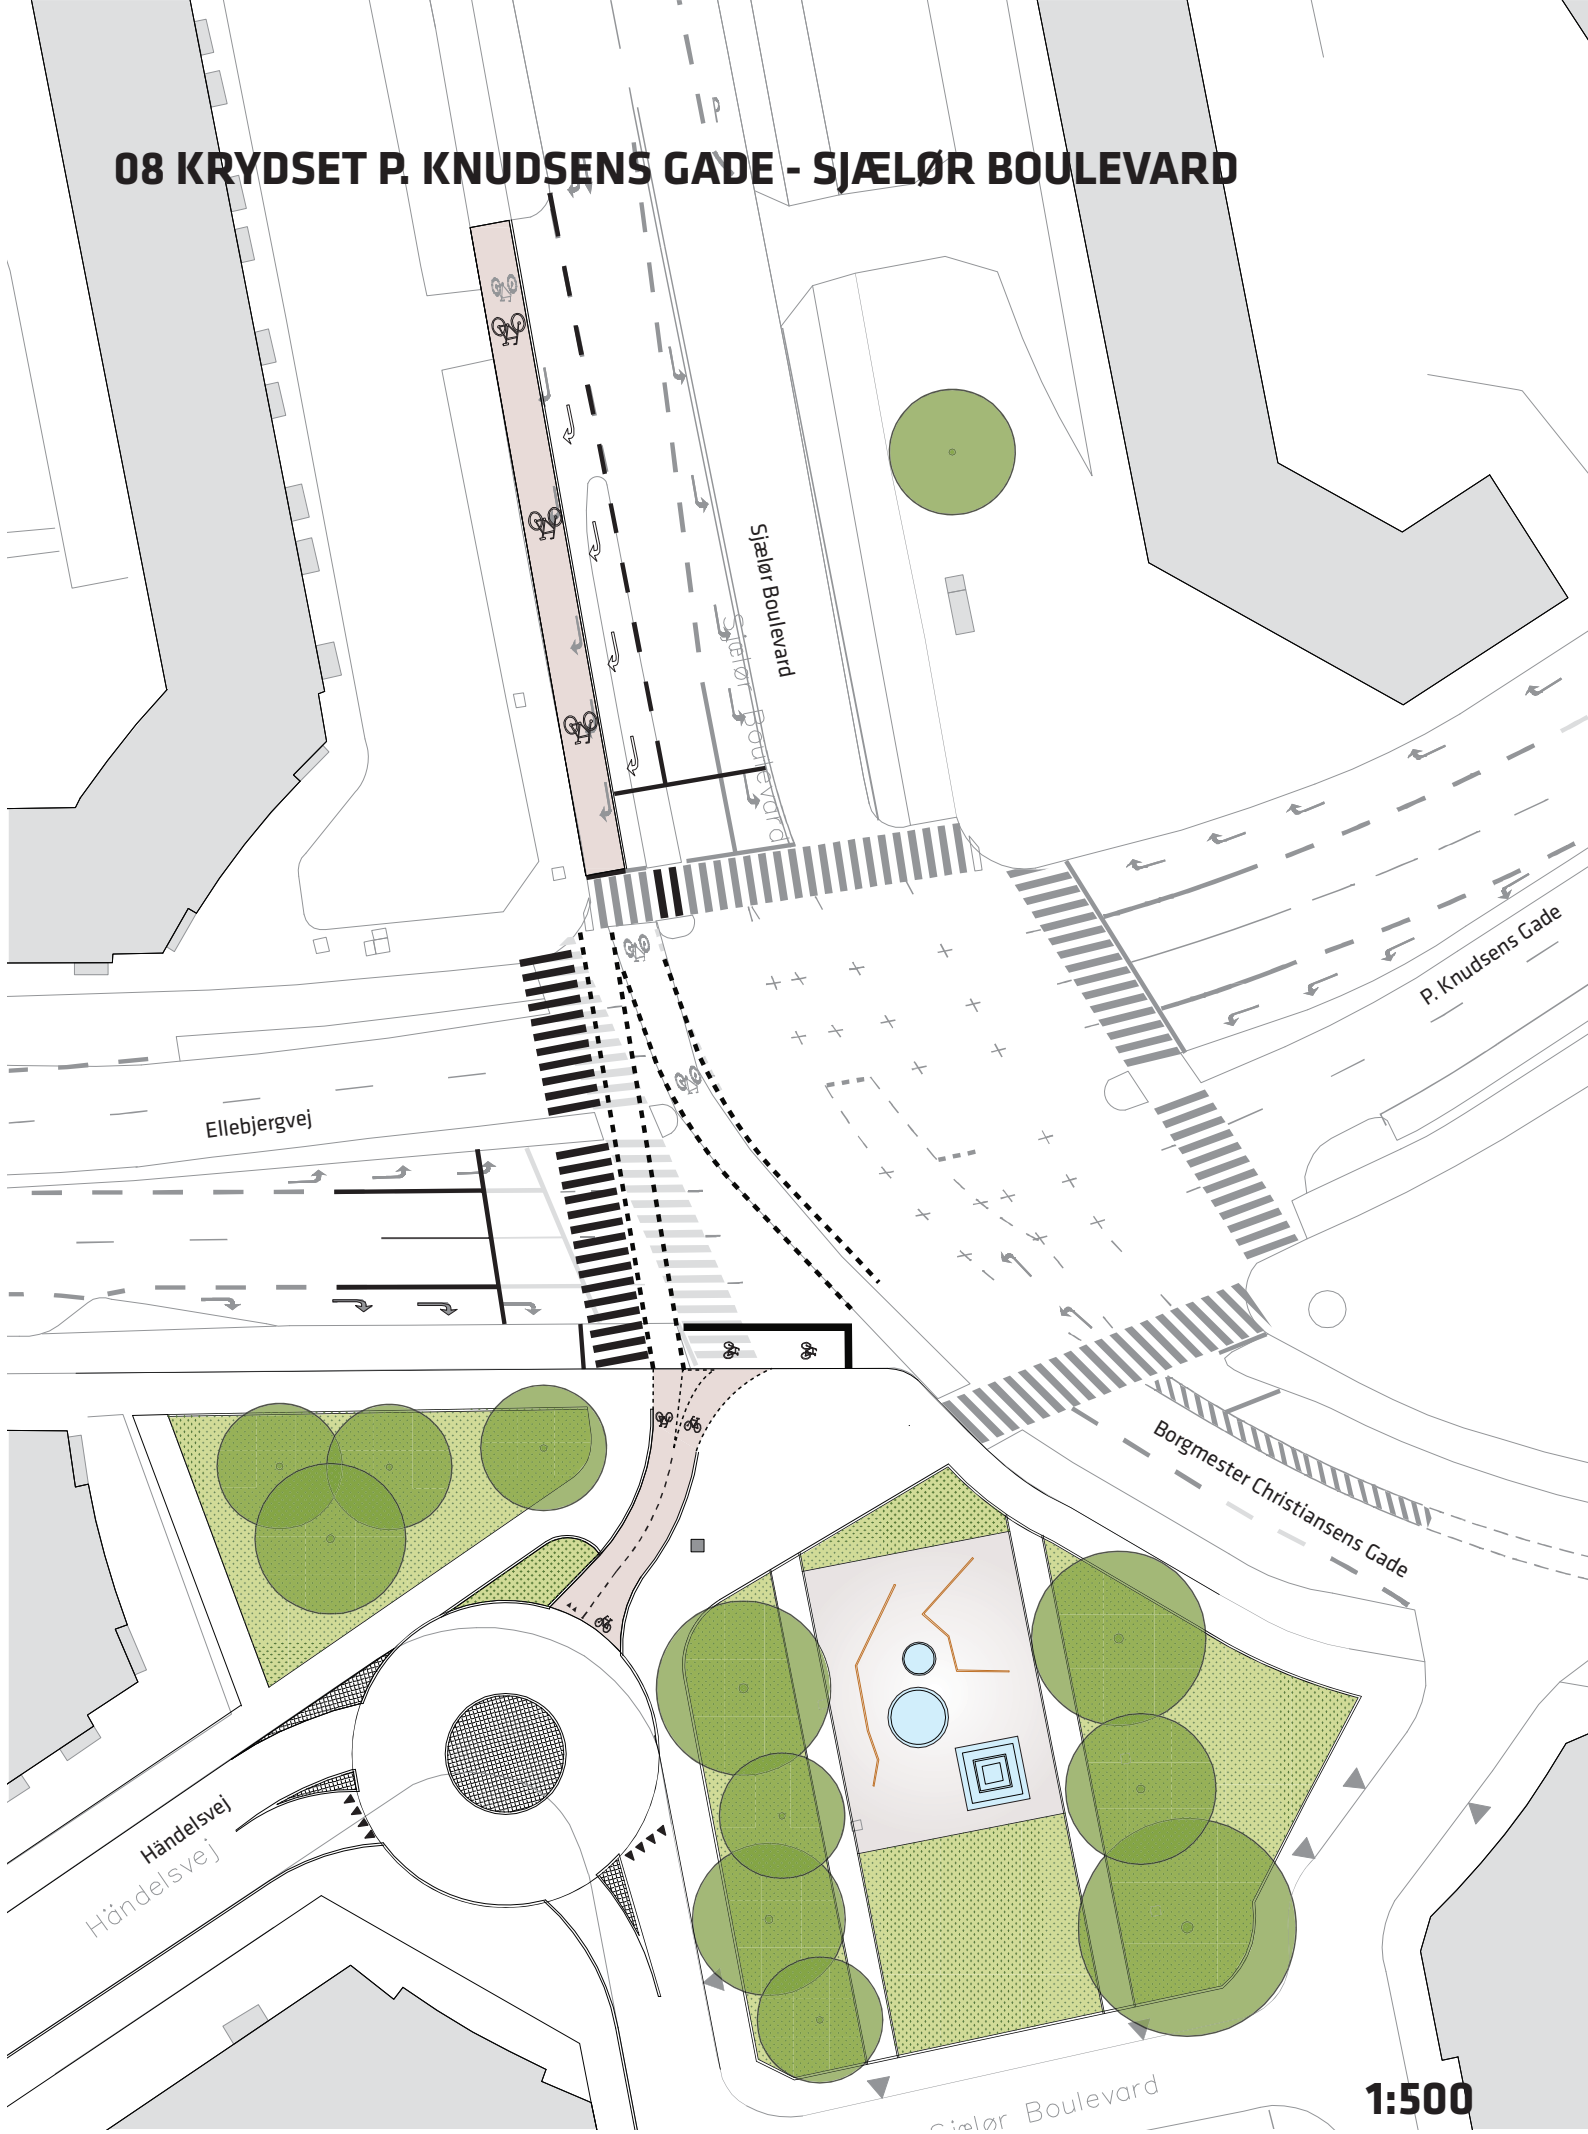 08 KRYDSET P. KNUDSENS GADE - SJÆLØR BOULEVARD
P
Sjælør Boulevard
Sjælør Boulevard
P. Knudsens Gade
Ellebjergvej
Borgmester Christiansens Gade
Händelsvej
Händelsvej
Sjælør Boulevard
1:500